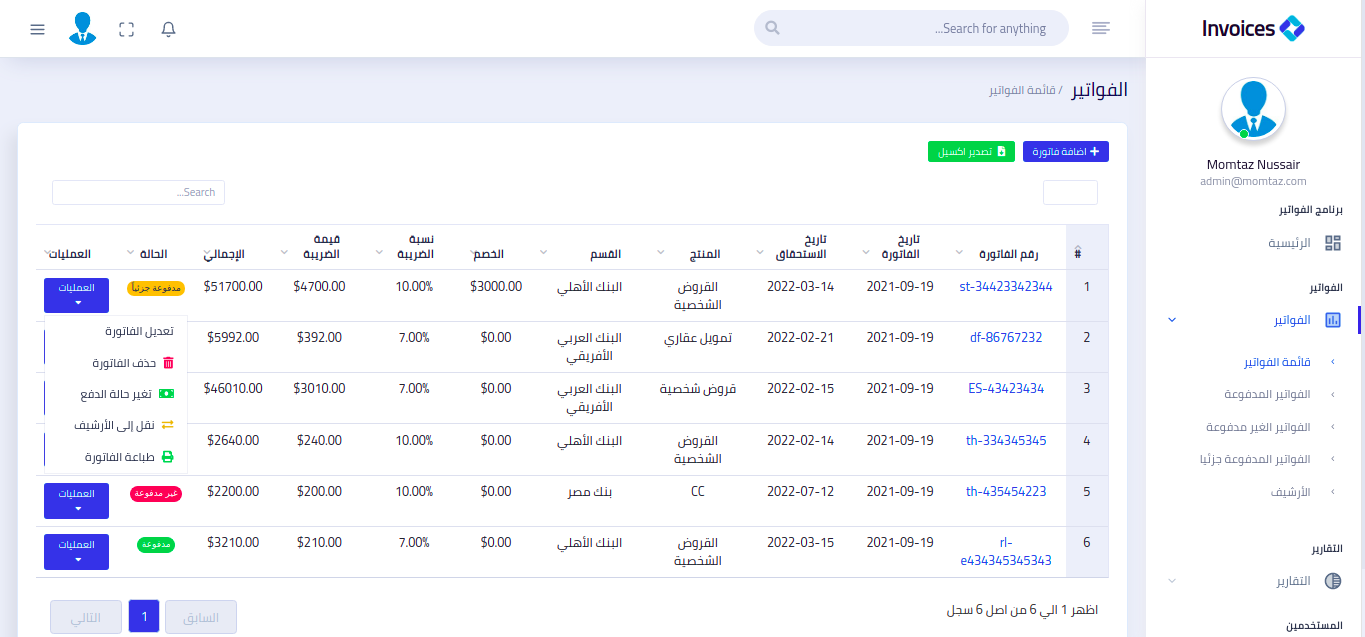 Invoices
Search for anything...
Momtaz Nussair
admin@momtaz.com
برنامج الفواتير
الرئيسية
الفواتير
الفواتير
قائمة الفواتير
الفواتير المدفوعة
الفواتير الغير مدفوعة
الفواتير المدفوعة جزئيا
الأرشيف
التقارير
التقارير
المستخدمين
الفواتير / قائمة الفواتير
اضافة فاتورة
تصدير اكسيل
Search...
# رقم الفاتورة تاريخ الفاتورة تاريخ الاستحقاق المنتج القسم الخصم نسبة الضريبة قيمة الضريبة الإجمالي الحالة العمليات
1 st-34423342344 2021-09-19 2022-03-14 القروض الشخصية البنك الأهلي $3000.00 10.00% $4700.00 $51700.00 مدفوعة جزئيا العمليات
2 df-86767232 2021-09-19 2022-02-21 تمويل عقاري البنك العربي الأفريقي $0.00 7.00% $392.00 $5992.00
3 ES-43423434 2021-09-19 2022-02-15 قروض شخصية البنك العربي الأفريقي $0.00 7.00% $3010.00 $46010.00
4 th-334345345 2021-09-19 2022-02-14 القروض الشخصية البنك الأهلي $0.00 10.00% $240.00 $2640.00
5 th-435454223 2021-09-19 2022-07-12 CC بنك مصر $0.00 10.00% $200.00 $2200.00 غير مدفوعة العمليات
6 rl-e434345345343 2021-09-19 2022-03-15 القروض الشخصية البنك الأهلي $0.00 7.00% $210.00 $3210.00 مدفوعة العمليات
تعديل الفاتورة
حذف الفاتورة
تغير حالة الدفع
نقل إلى الأرشيف
طباعة الفاتورة
اظهر 1 الي 6 من اصل 6 سجل
السابق 1 التالي